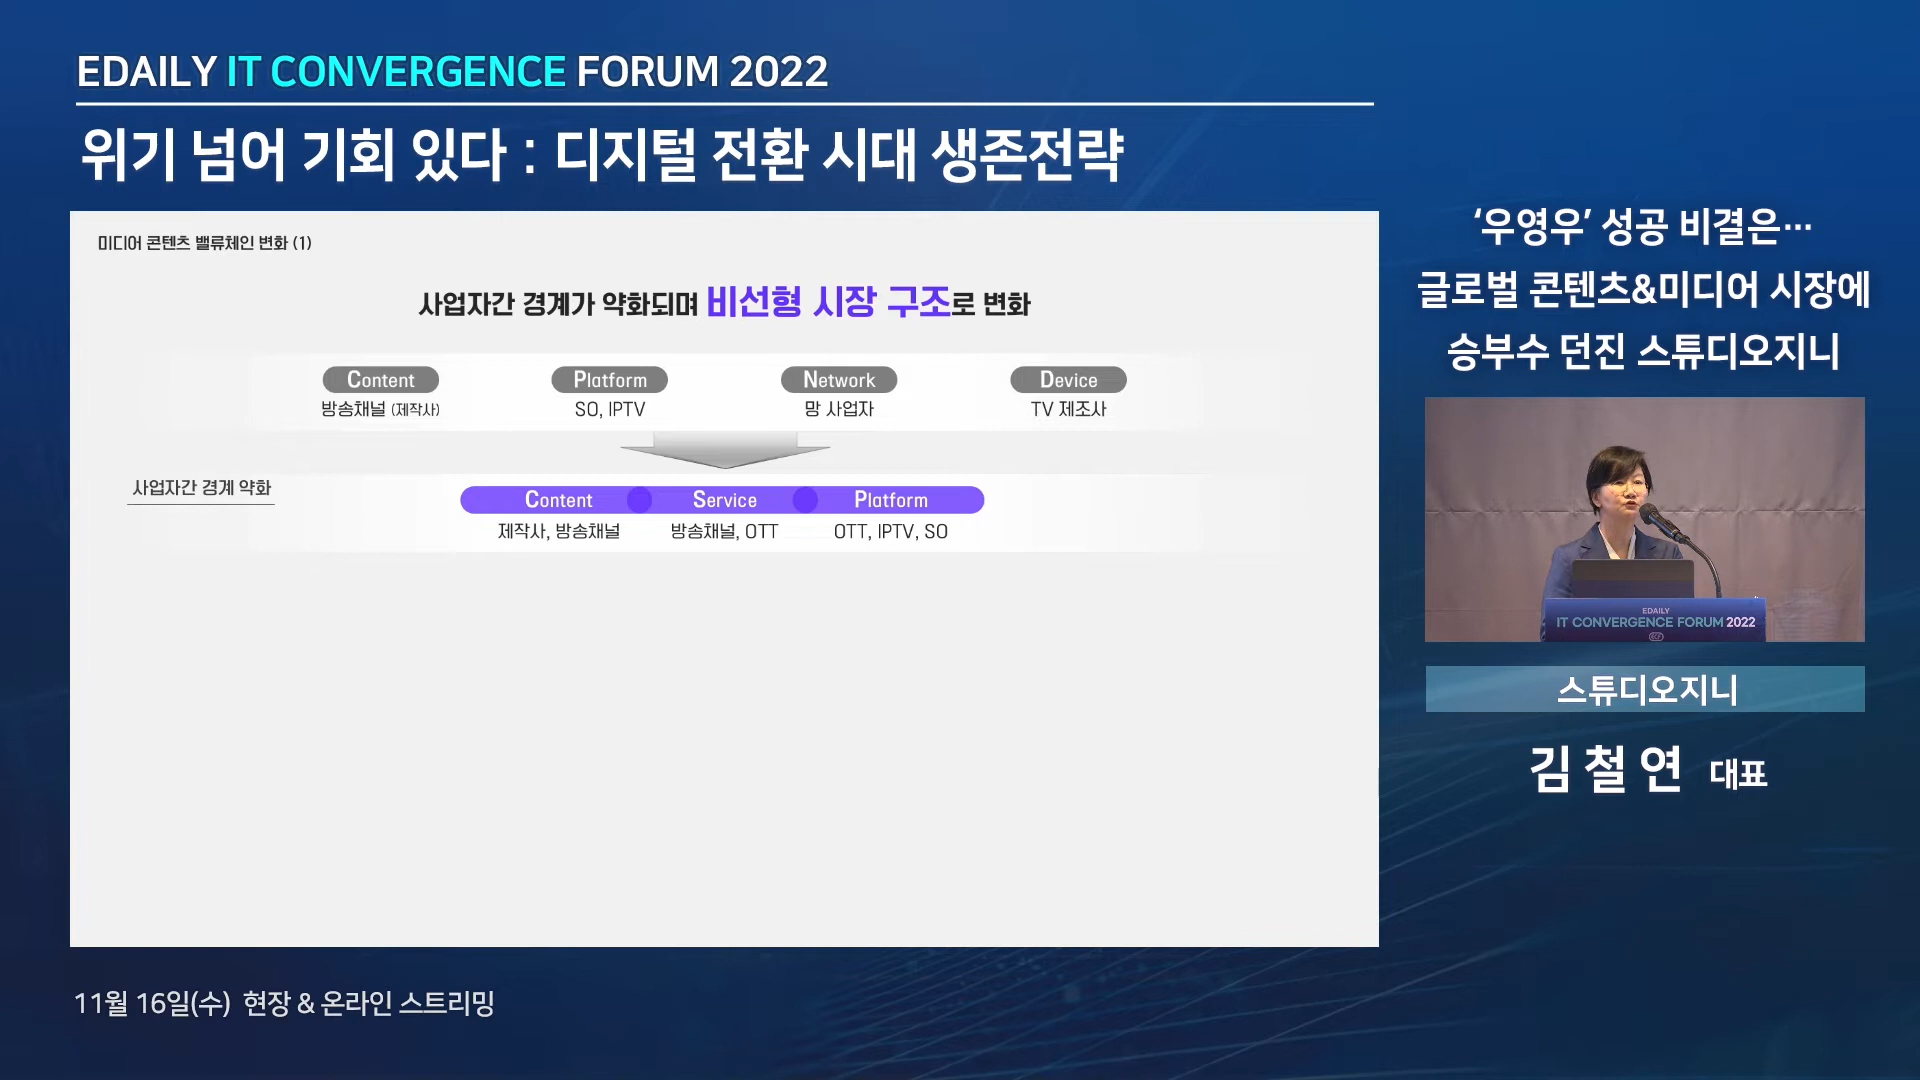 EDAILY IT CONVERGENCE FORUM 2022
위기 넘어 기회 있다 : 디지털 전환 시대 생존전략
미디어 콘텐츠 밸류체인 변화 (1)
사업자간 경계가 약화되며 비선형 시장 구조로 변화
Content Platform Network Device
방송채널 (제작사) SO, IPTV 망 사업자 TV 제조사
사업자간 경계 약화
Content Service Platform
제작사, 방송채널 방송채널, OTT OTT, IPTV, SO
‘우영우’ 성공 비결은…
글로벌 콘텐츠&미디어 시장에
승부수 던진 스튜디오지니
EDAILY
IT CONVERGENCE FORUM 2022
스튜디오지니
김철연 대표
11월 16일(수) 현장 & 온라인 스트리밍